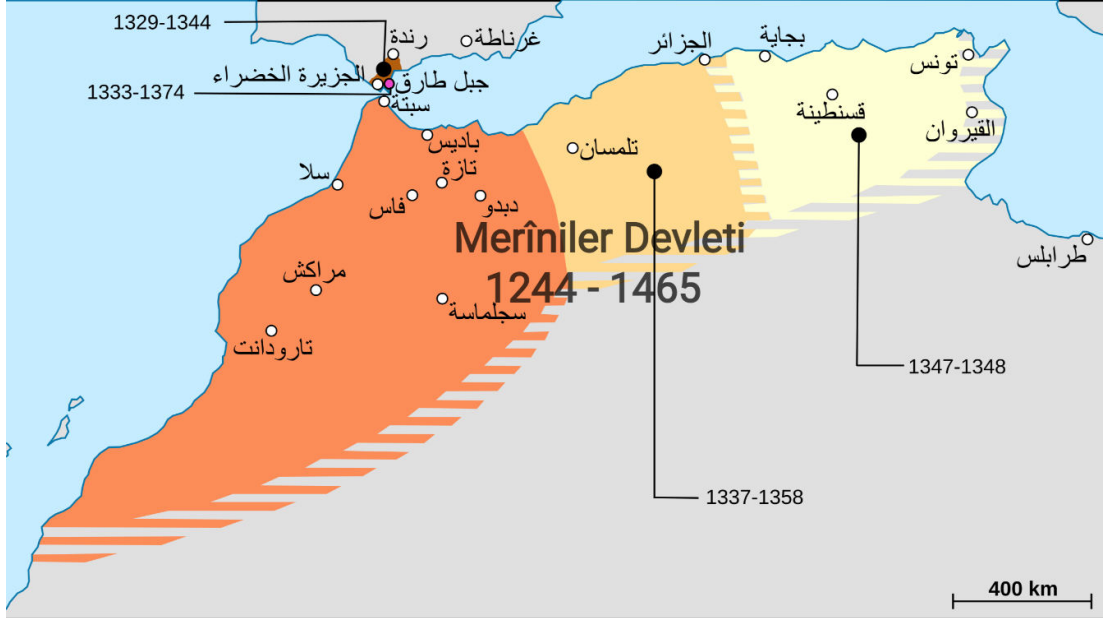 1329-1344
رندة
غرناطة
الجزيرة الخضراء
جبل طارق
1333-1374
سبتة
الجزائر
بجاية
تونس
قسنطينة
القيروان
باديس
تلمسان
تازة
سلا
فاس
دبدو
Merîniler Devleti
1244 - 1465
طرابلس
مراكش
سجلماسة
تارودانت
1347-1348
1337-1358
400 km